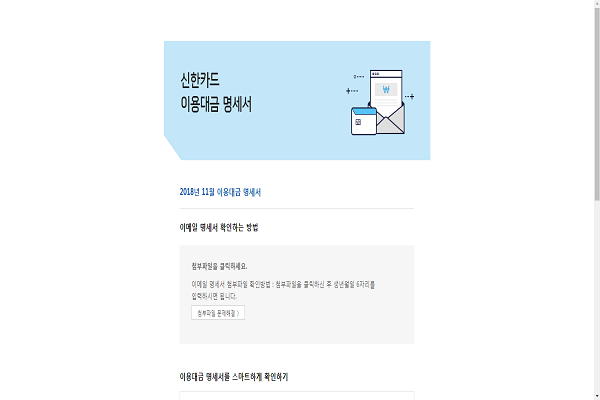 신한카드
이용대금 명세서
₩
2018년 11월 이용대금 명세서
이메일 명세서 확인하는 방법
첨부파일을 클릭하세요.
이메일 명세서 첨부파일 확인방법 : 첨부파일을 클릭하신 후 생년월일 6자리를
입력하시면 됩니다.
첨부파일 문제해결 〉
이용대금 명세서를 스마트하게 확인하기